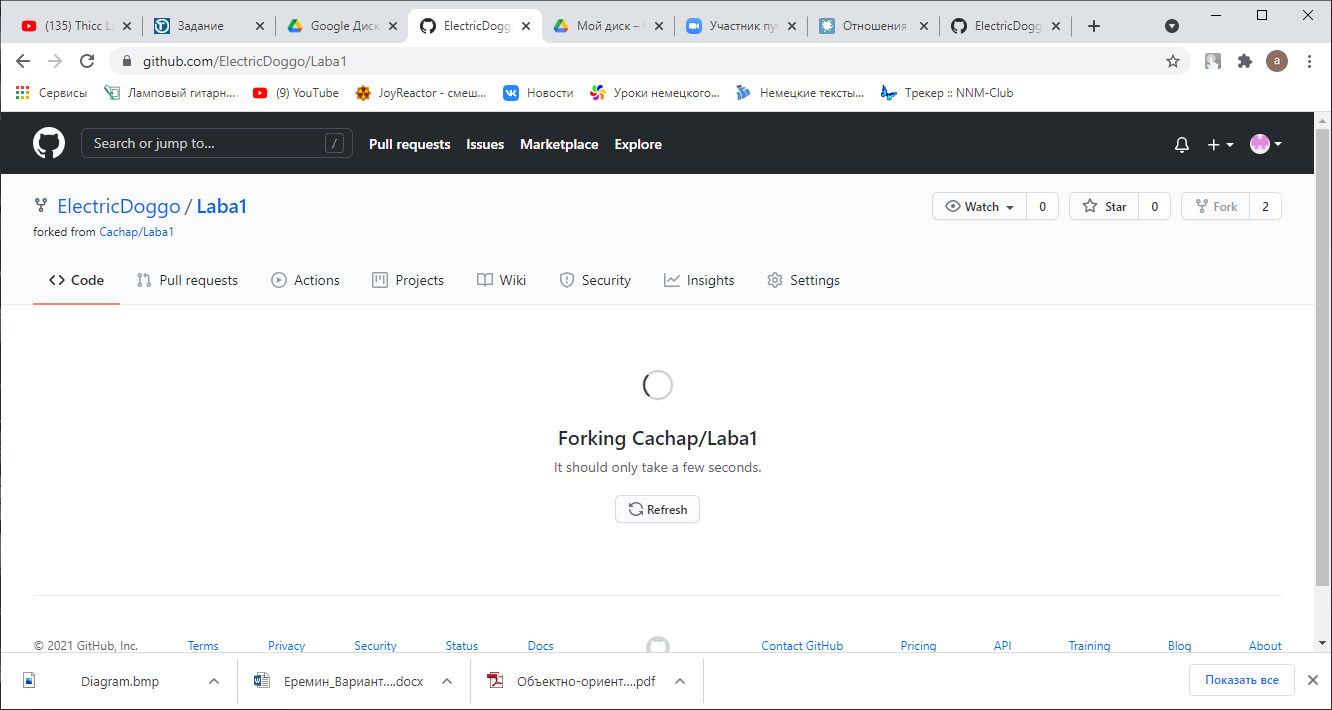 (135) Thicc L
Задание
Google Диск
ElectricDogg
Мой диск –
Участник пу
Отношения
ElectricDogg
github.com/ElectricDoggo/Laba1
a
Сервисы
Ламповый гитарн...
(9) YouTube
JoyReactor - смеш...
Новости
Уроки немецкого...
Немецкие тексты...
Трекер :: NNM-Club
Search or jump to...
/
Pull requests
Issues
Marketplace
Explore
ElectricDoggo / Laba1
Watch
0
Star
0
Fork
2
forked from Cachap/Laba1
Code
Pull requests
Actions
Projects
Wiki
Security
Insights
Settings
Forking Cachap/Laba1
It should only take a few seconds.
Refresh
© 2021 GitHub, Inc.
Terms
Privacy
Security
Status
Docs
Contact GitHub
Pricing
API
Training
Blog
About
Diagram.bmp
Еремин_Вариант....docx
Объектно-ориент....pdf
Показать все